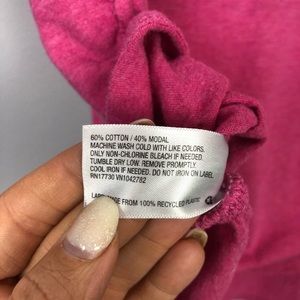 60% COTTON / 40% MODAL
MACHINE WASH COLD WITH LIKE COLORS.
ONLY NON-CHLORINE BLEACH IF NEEDED.
TUMBLE DRY LOW. REMOVE PROMPTLY.
COOL IRON IF NEEDED. DO NOT IRON ON LABEL.
RN17730 VN1042782
LABEL MADE FROM 100% RECYCLED PLASTIC